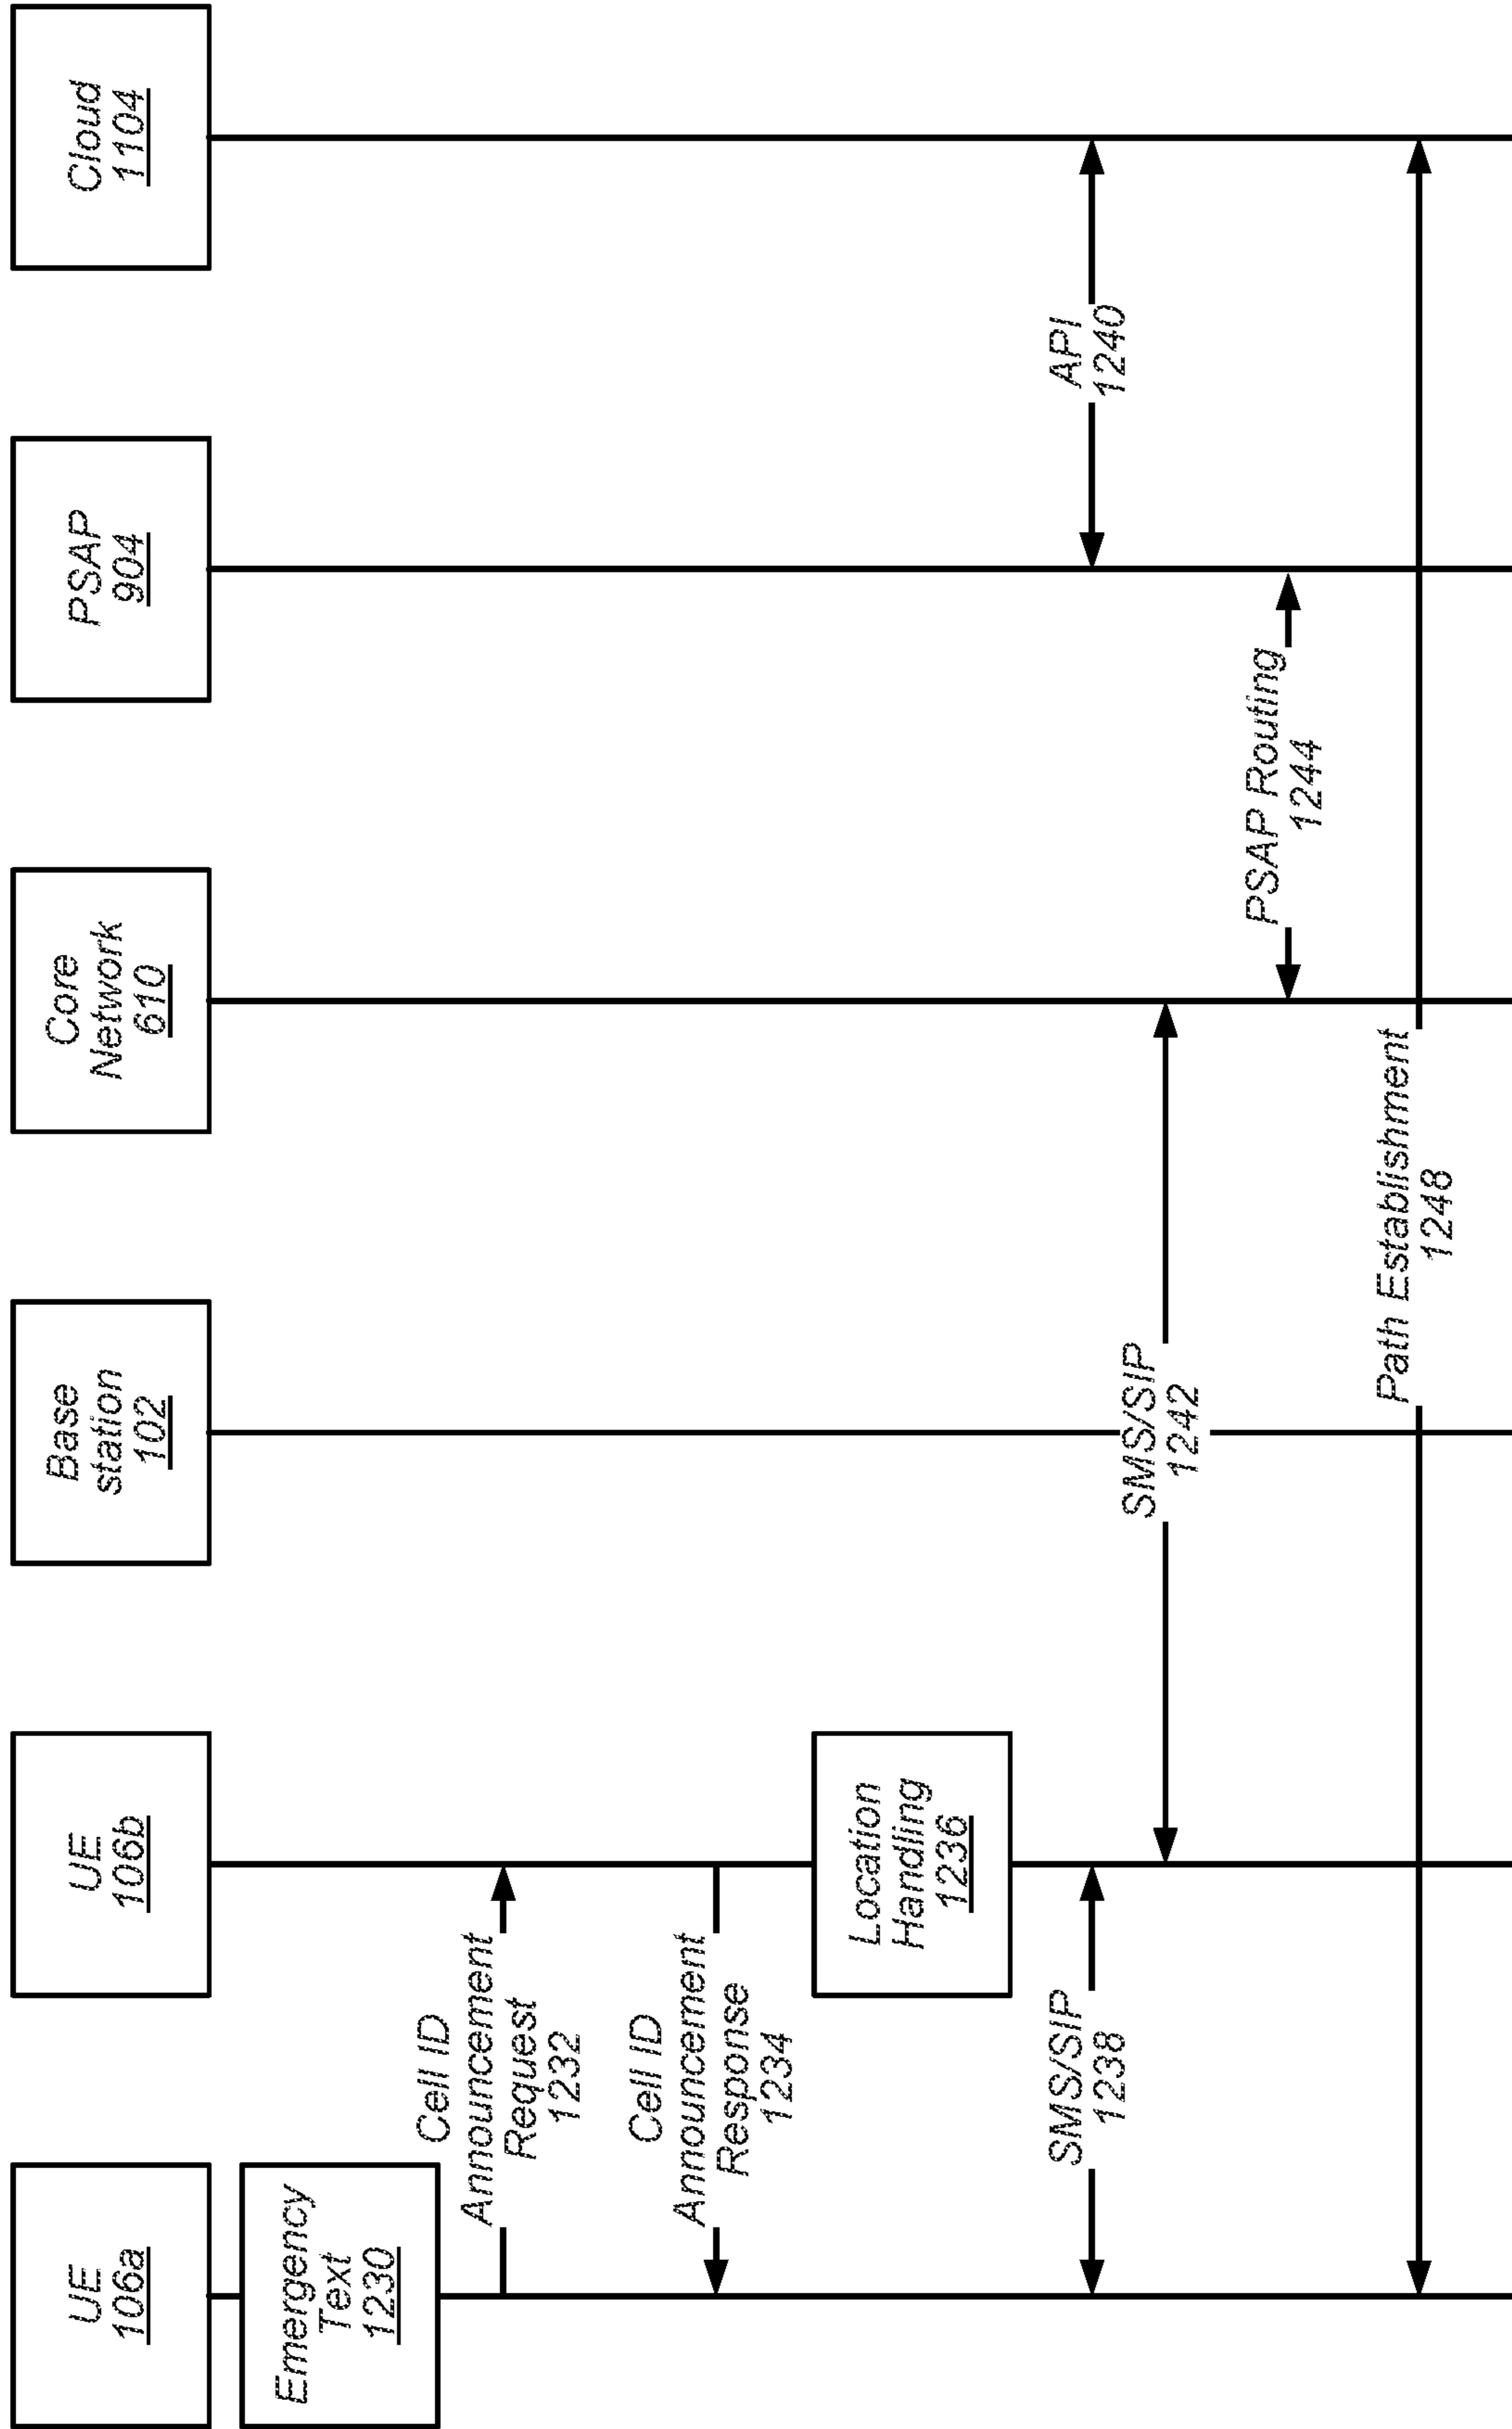 UE
106a
UE
106b
Base
station
102
Core
Network
610
PSAP
904
Cloud
1104
Emergency
Text
1230
Cell ID
Announcement
Request
1232
Cell ID
Announcement
Response
1234
Location
Handling
1236
SMS/SIP
1238
API
1240
SMS/SIP
1242
PSAP Routing
1244
Path Establishment
1248